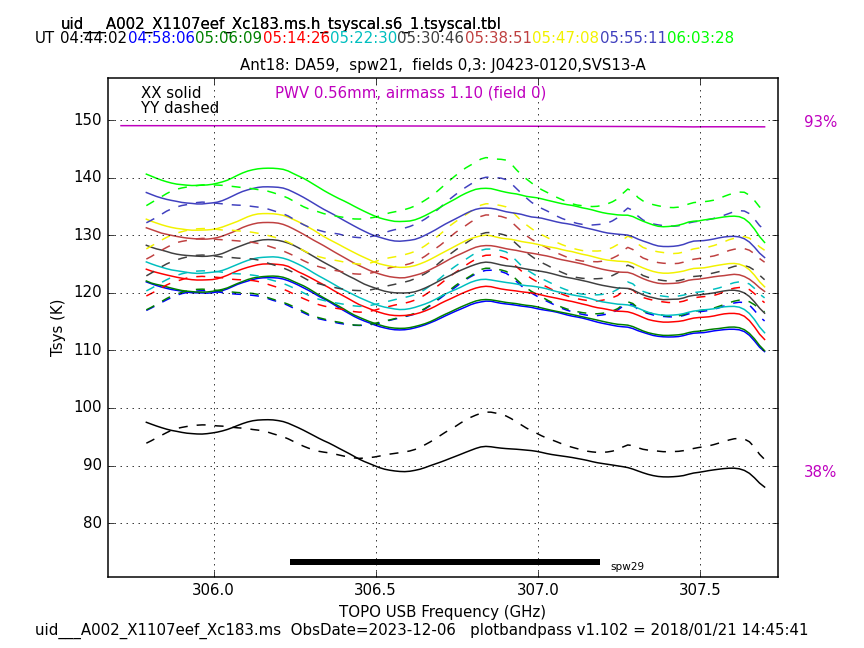 uid___A002_X1107eef_Xc183.ms.h_tsyscal.s6_1.tsyscal.tbl
UT 04:44:02 04:58:06 05:06:09 05:14:26 05:22:30 05:30:46 05:38:51 05:47:08 05:55:11 06:03:28
Ant18: DA59,  spw21,  fields 0,3: J0423-0120,SVS13-A
XX solid
PWV 0.56mm, airmass 1.10 (field 0)
YY dashed
150
93%
140
130
120
110
100
90
38%
80
Tsys (K)
spw29
306.0 306.5 307.0 307.5
TOPO USB Frequency (GHz)
uid___A002_X1107eef_Xc183.ms  ObsDate=2023-12-06   plotbandpass v1.102 = 2018/01/21 14:45:41